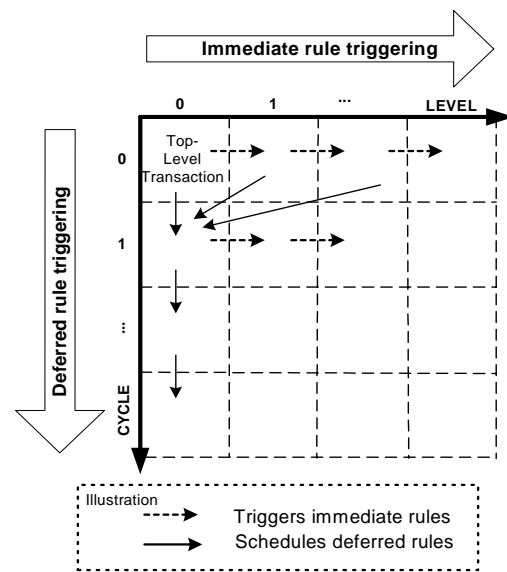 Immediate rule triggering
0 1 ... LEVEL
Deferred rule triggering
0
Top-
Level
Transaction
1
...
CYCLE
Illustration
Triggers immediate rules
Schedules deferred rules